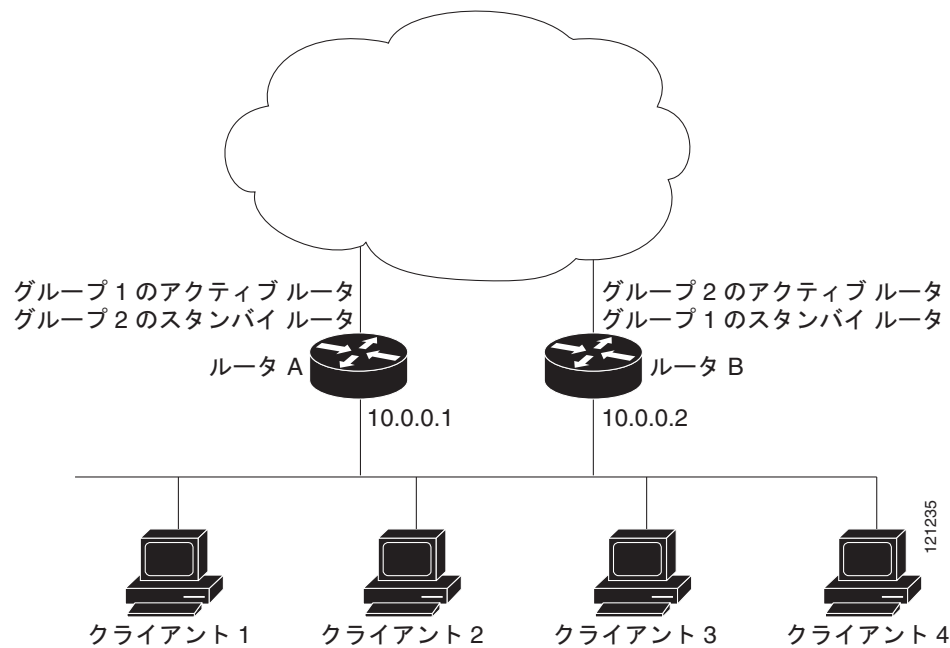 グループ 1 のアクティブ ルータ
グループ 2 のスタンバイ ルータ
グループ 2 のアクティブ ルータ
グループ 1 のスタンバイ ルータ
ルータ A
ルータ B
10.0.0.1
10.0.0.2
121235
クライアント 1
クライアント 2
クライアント 3
クライアント 4